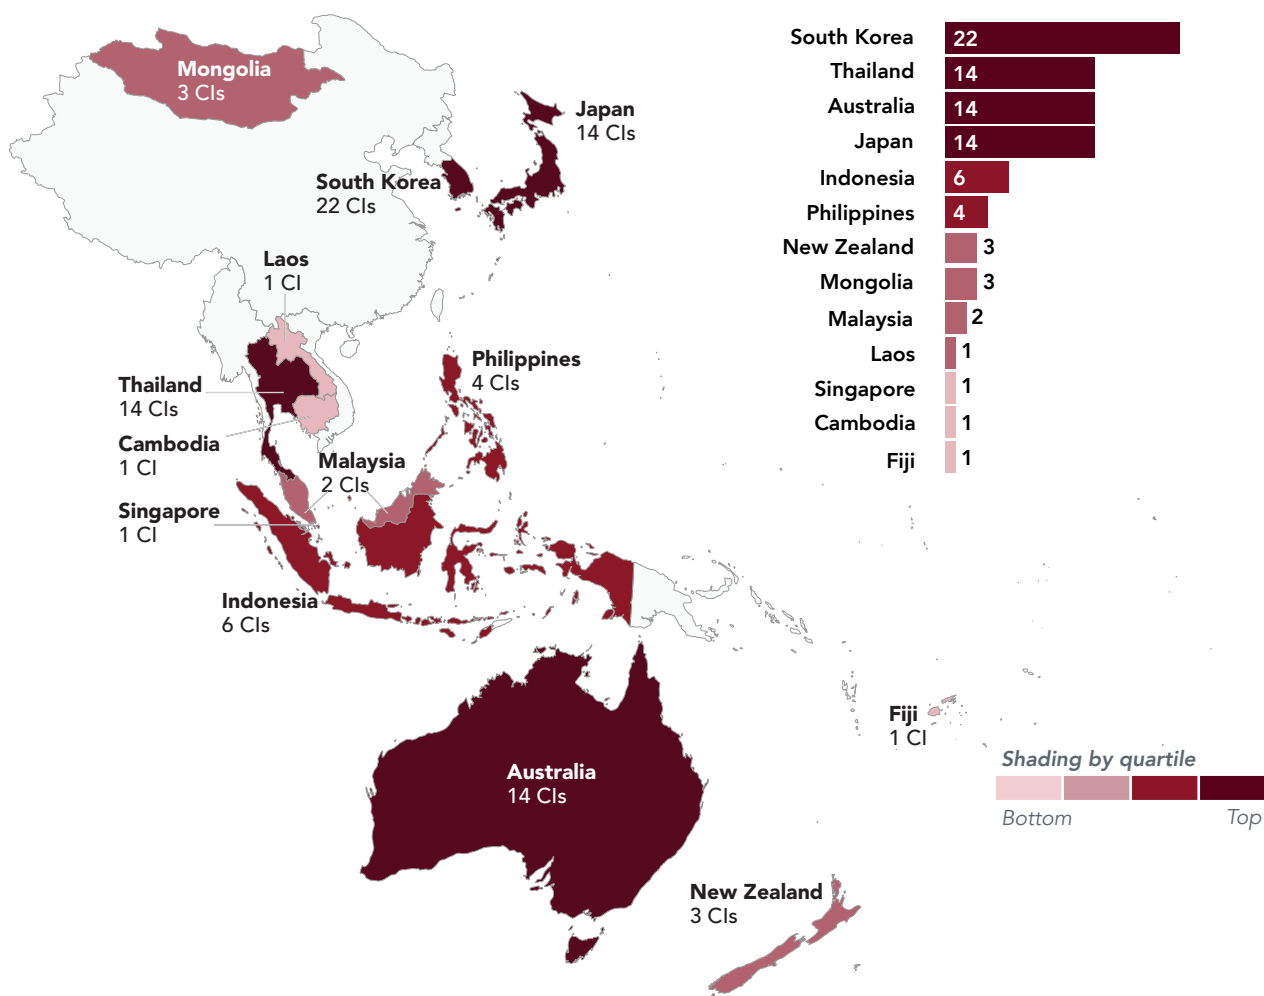 Mongolia
3 CIs
Japan
14 CIs
South Korea
22 CIs
Laos
1 CI
Philippines
4 CIs
Thailand
14 CIs
Cambodia
1 CI
Malaysia
2 CIs
Singapore
1 CI
Indonesia
6 CIs
Fiji
1 CI
Australia
14 CIs
New Zealand
3 CIs
South Korea 22
Thailand 14
Australia 14
Japan 14
Indonesia 6
Philippines 4
New Zealand 3
Mongolia 3
Malaysia 2
Laos 1
Singapore 1
Cambodia 1
Fiji 1
Shading by quartile
Bottom Top